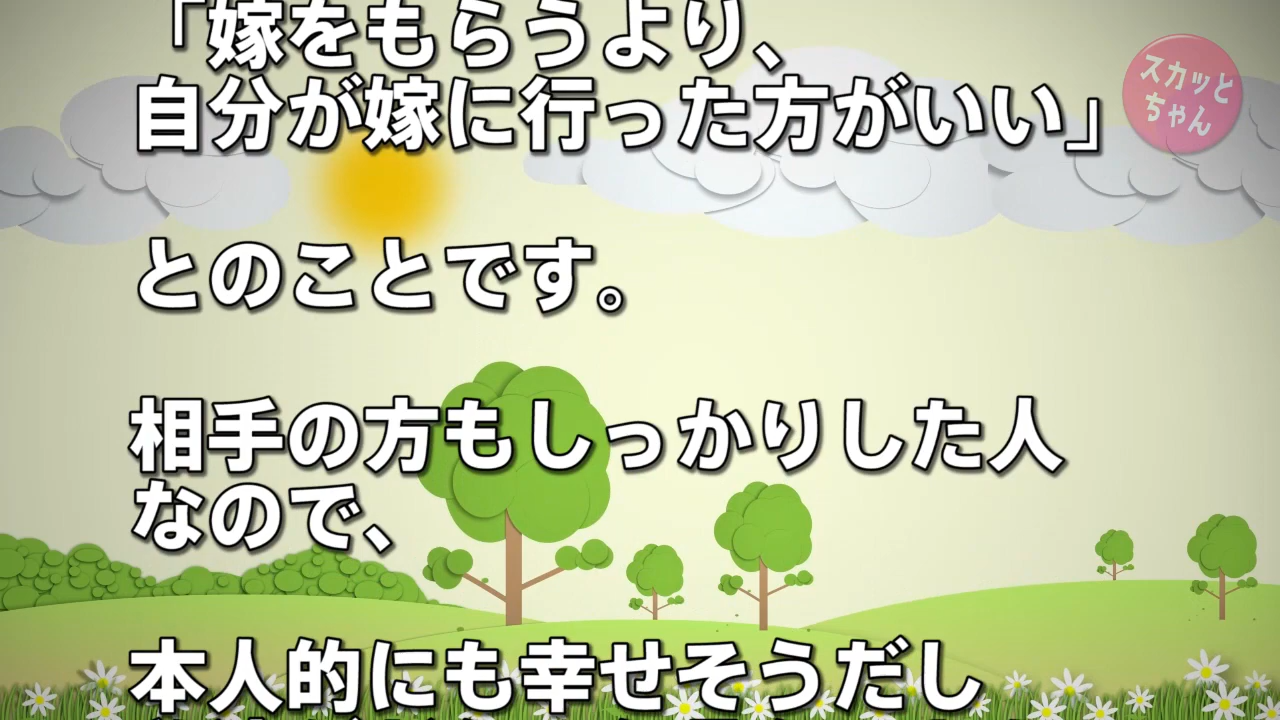 「嫁をもらうより、
自分が嫁に行った方がいい」
スカッと
ちゃん
とのことです。
相手の方もしっかりした人
なので、
本人的にも幸せそうだし